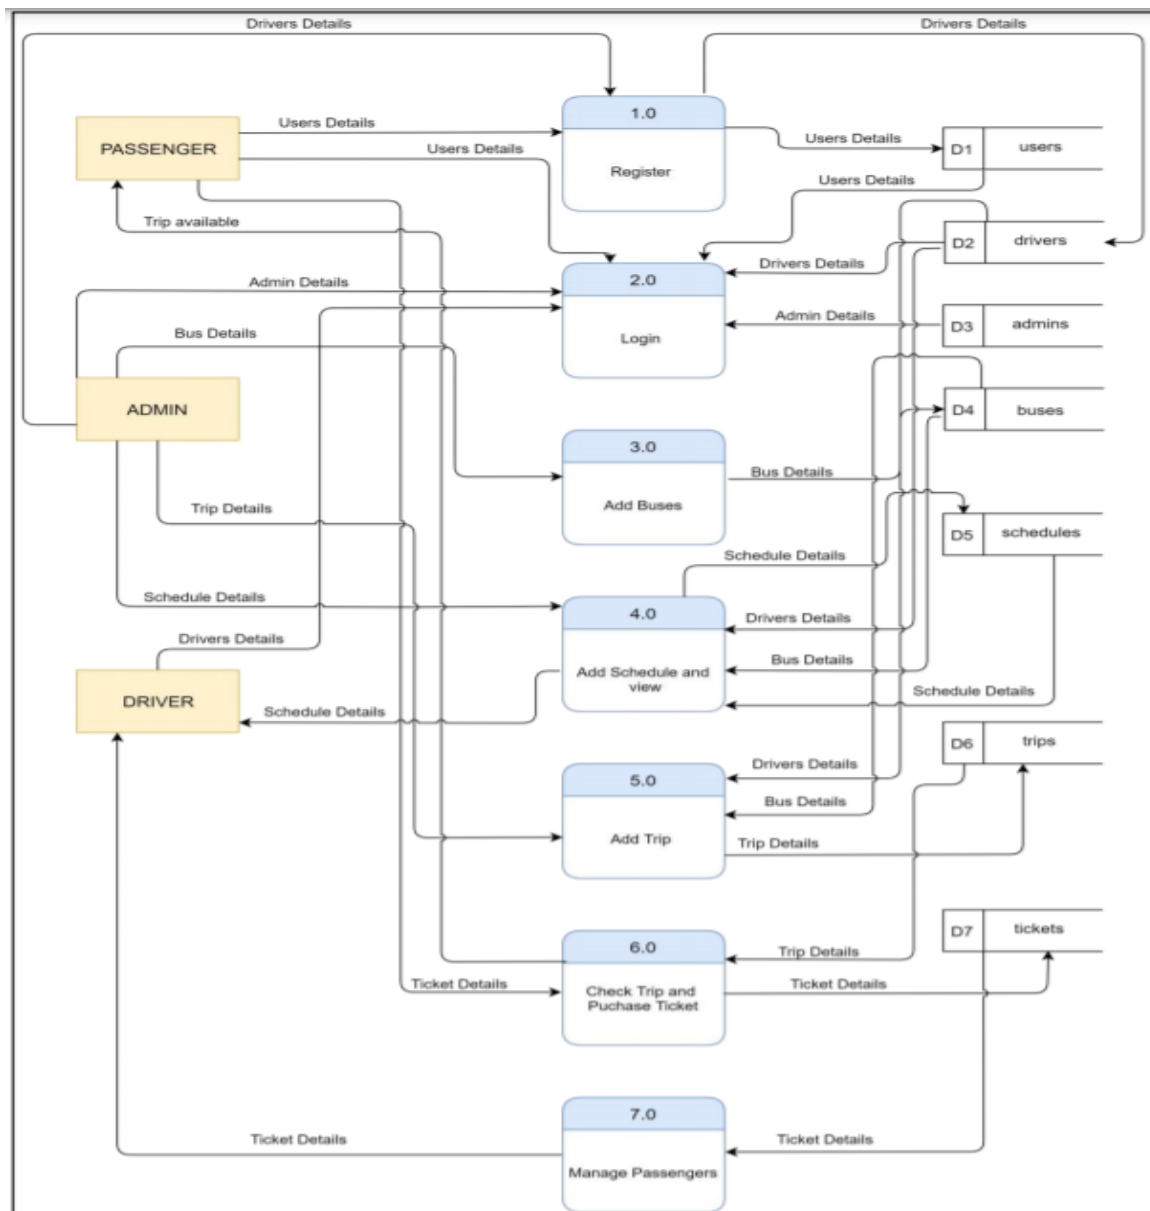 Drivers Details
Drivers Details
1.0
Users Details
PASSENGER
Users Details
Users Details
D1
users
Register
Users Details
Trip available
D2
drivers
Drivers Details
2.0
Admin Details
Admin Details
D3
admins
Bus Details
Login
ADMIN
D4
buses
3.0
Bus Details
Add Buses
Trip Details
D5
schedules
Schedule Details
Schedule Details
4.0
Drivers Details
Drivers Details
Bus Details
Add Schedule and
view
DRIVER
Schedule Details
Schedule Details
D6
trips
Drivers Details
5.0
Bus Details
Add Trip
Trip Details
D7
tickets
6.0
Trip Details
Ticket Details
Check Trip and
Puchase Ticket
Ticket Details
7.0
Ticket Details
Ticket Details
Manage Passengers